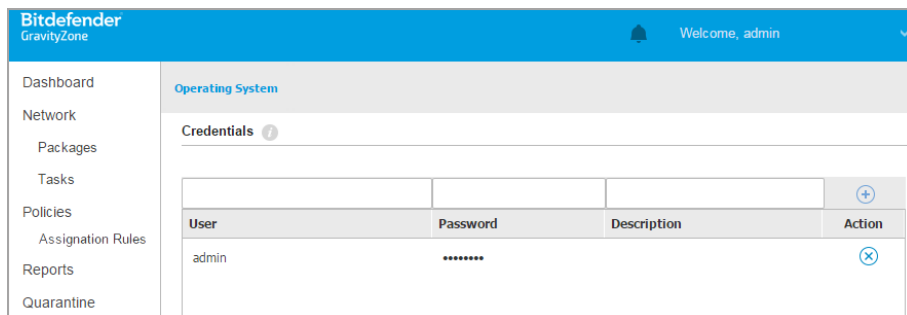 Bitdefender
GravityZone
Welcome, admin
Dashboard
Network
Packages
Tasks
Policies
Assignation Rules
Reports
Quarantine
Operating System
Credentials
User Password Description Action
admin ••••••••